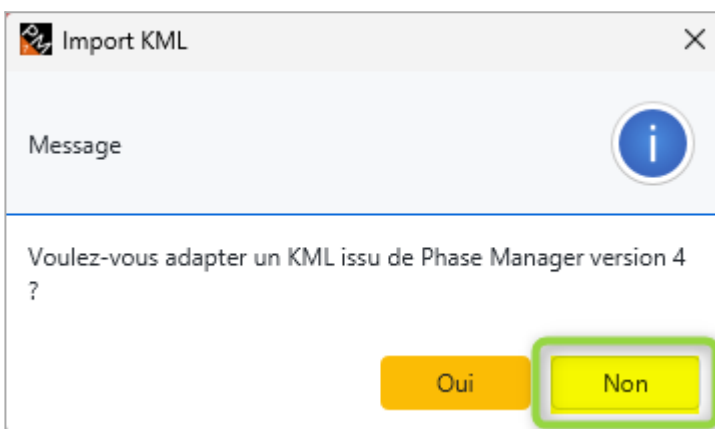 Import KML
Message
Voulez-vous adapter un KML issu de Phase Manager version 4
?
Oui
Non